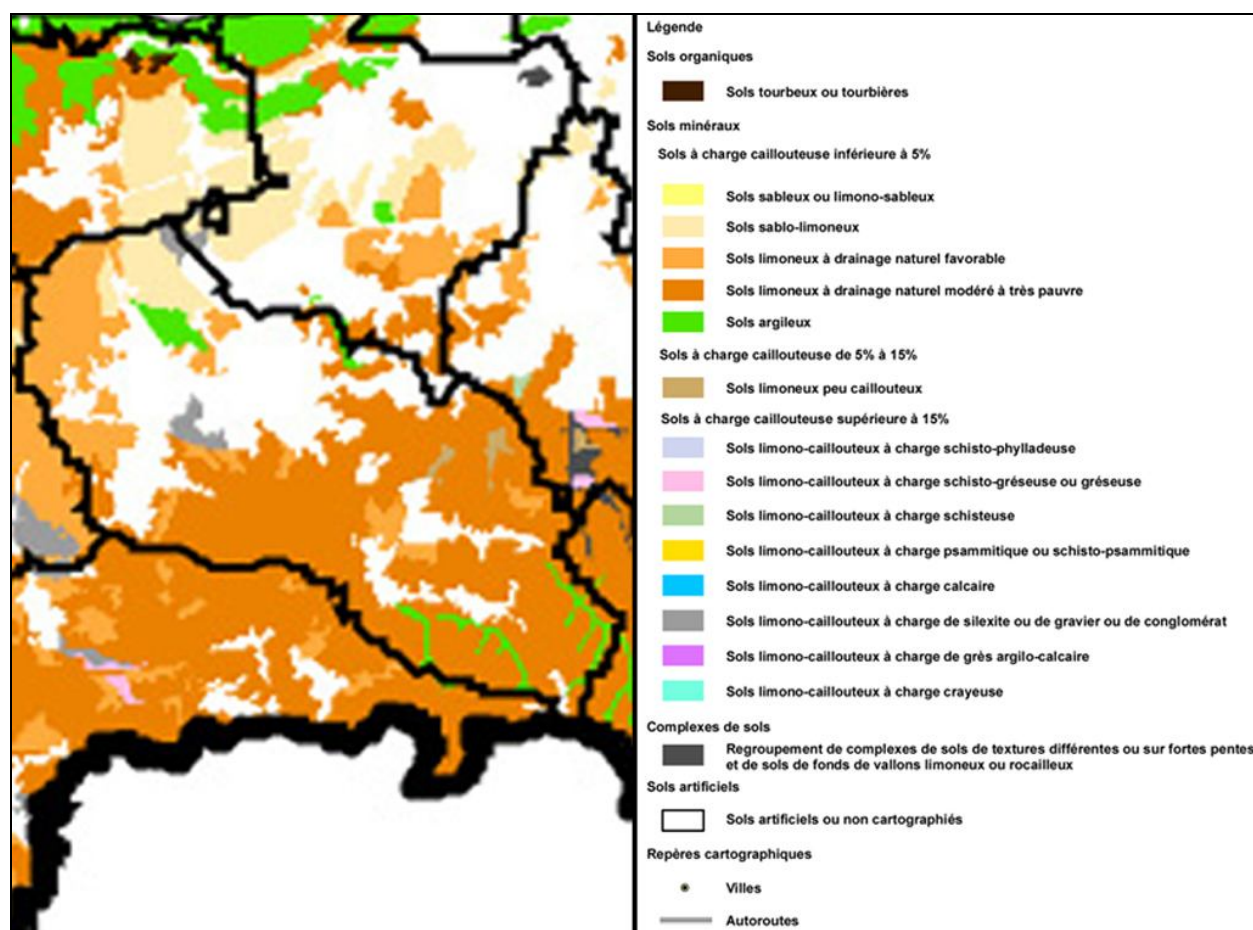 Légende
Sols organiques
Sols tourbeux ou tourbières
Sols minéraux
Sols à charge caillouteuse inférieure à 5%
Sols sableux ou limono-sableux
Sols sablo-limoneux
Sols limoneux à drainage naturel favorable
Sols limoneux à drainage naturel modéré à très pauvre
Sols argileux
Sols à charge caillouteuse de 5% à 15%
Sols limoneux peu caillouteux
Sols à charge caillouteuse supérieure à 15%
Sols limono-caillouteux à charge schisto-phylladeuse
Sols limono-caillouteux à charge schisto-gréseuse ou gréseuse
Sols limono-caillouteux à charge schisteuse
Sols limono-caillouteux à charge psammitique ou schisto-psammitique
Sols limono-caillouteux à charge calcaire
Sols limono-caillouteux à charge de silexite ou de gravier ou de conglomérat
Sols limono-caillouteux à charge de grès argilo-calcaire
Sols limono-caillouteux à charge crayeuse
Complexes de sols
Regroupement de complexes de sols de textures différentes ou sur fortes pentes
et de sols de fonds de vallons limoneux ou rocailleux
Sols artificiels
Sols artificiels ou non cartographiés
Repères cartographiques
Villes
Autoroutes